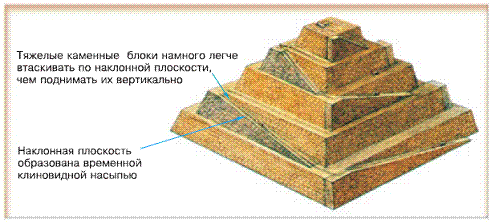 Тяжелые каменные блоки намного легче
втаскивать по наклонной плоскости,
чем поднимать их вертикально
Наклонная плоскость
образована временной
клиновидной насыпью